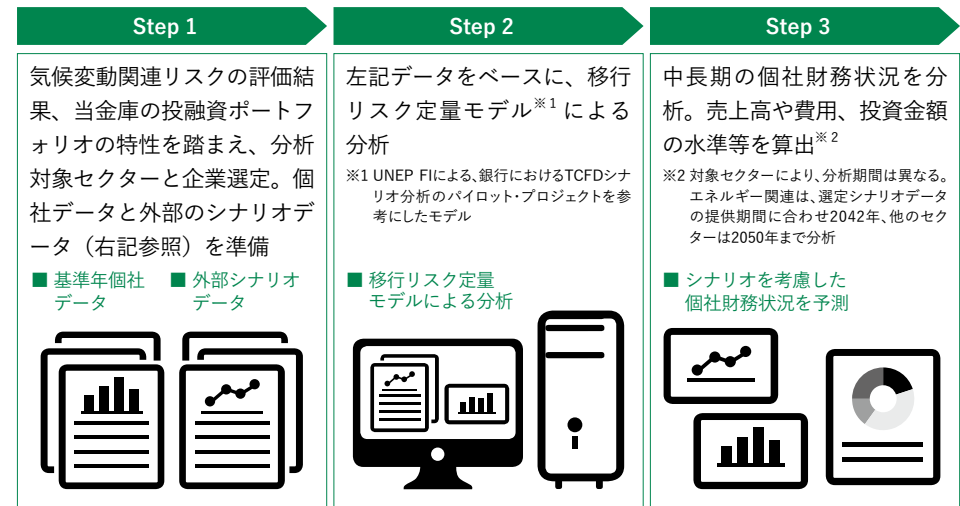 Step 1
気候変動関連リスクの評価結
果、当金庫の投融資ポートフ
ォリオの特性を踏まえ、分析
対象セクターと企業選定。個
社データと外部のシナリオデ
ータ（右記参照）を準備
■ 基準年個社
データ
■ 外部シナリオ
データ
Step 2
左記データをベースに、移行
リスク定量モデル※1 による
分析
※1 UNEP FIによる、銀行におけるTCFDシナ
リオ分析のパイロット・プロジェクトを参
考にしたモデル
■ 移行リスク定量
モデルによる分析
Step 3
中長期の個社財務状況を分
析。売上高や費用、投資金額
の水準等を算出※2
※2 対象セクターにより、分析期間は異なる。
エネルギー関連は、選定シナリオデータ
の提供期間に合わせ2042年、他のセク
ターは2050年まで分析
■ シナリオを考慮した
個社財務状況を予測